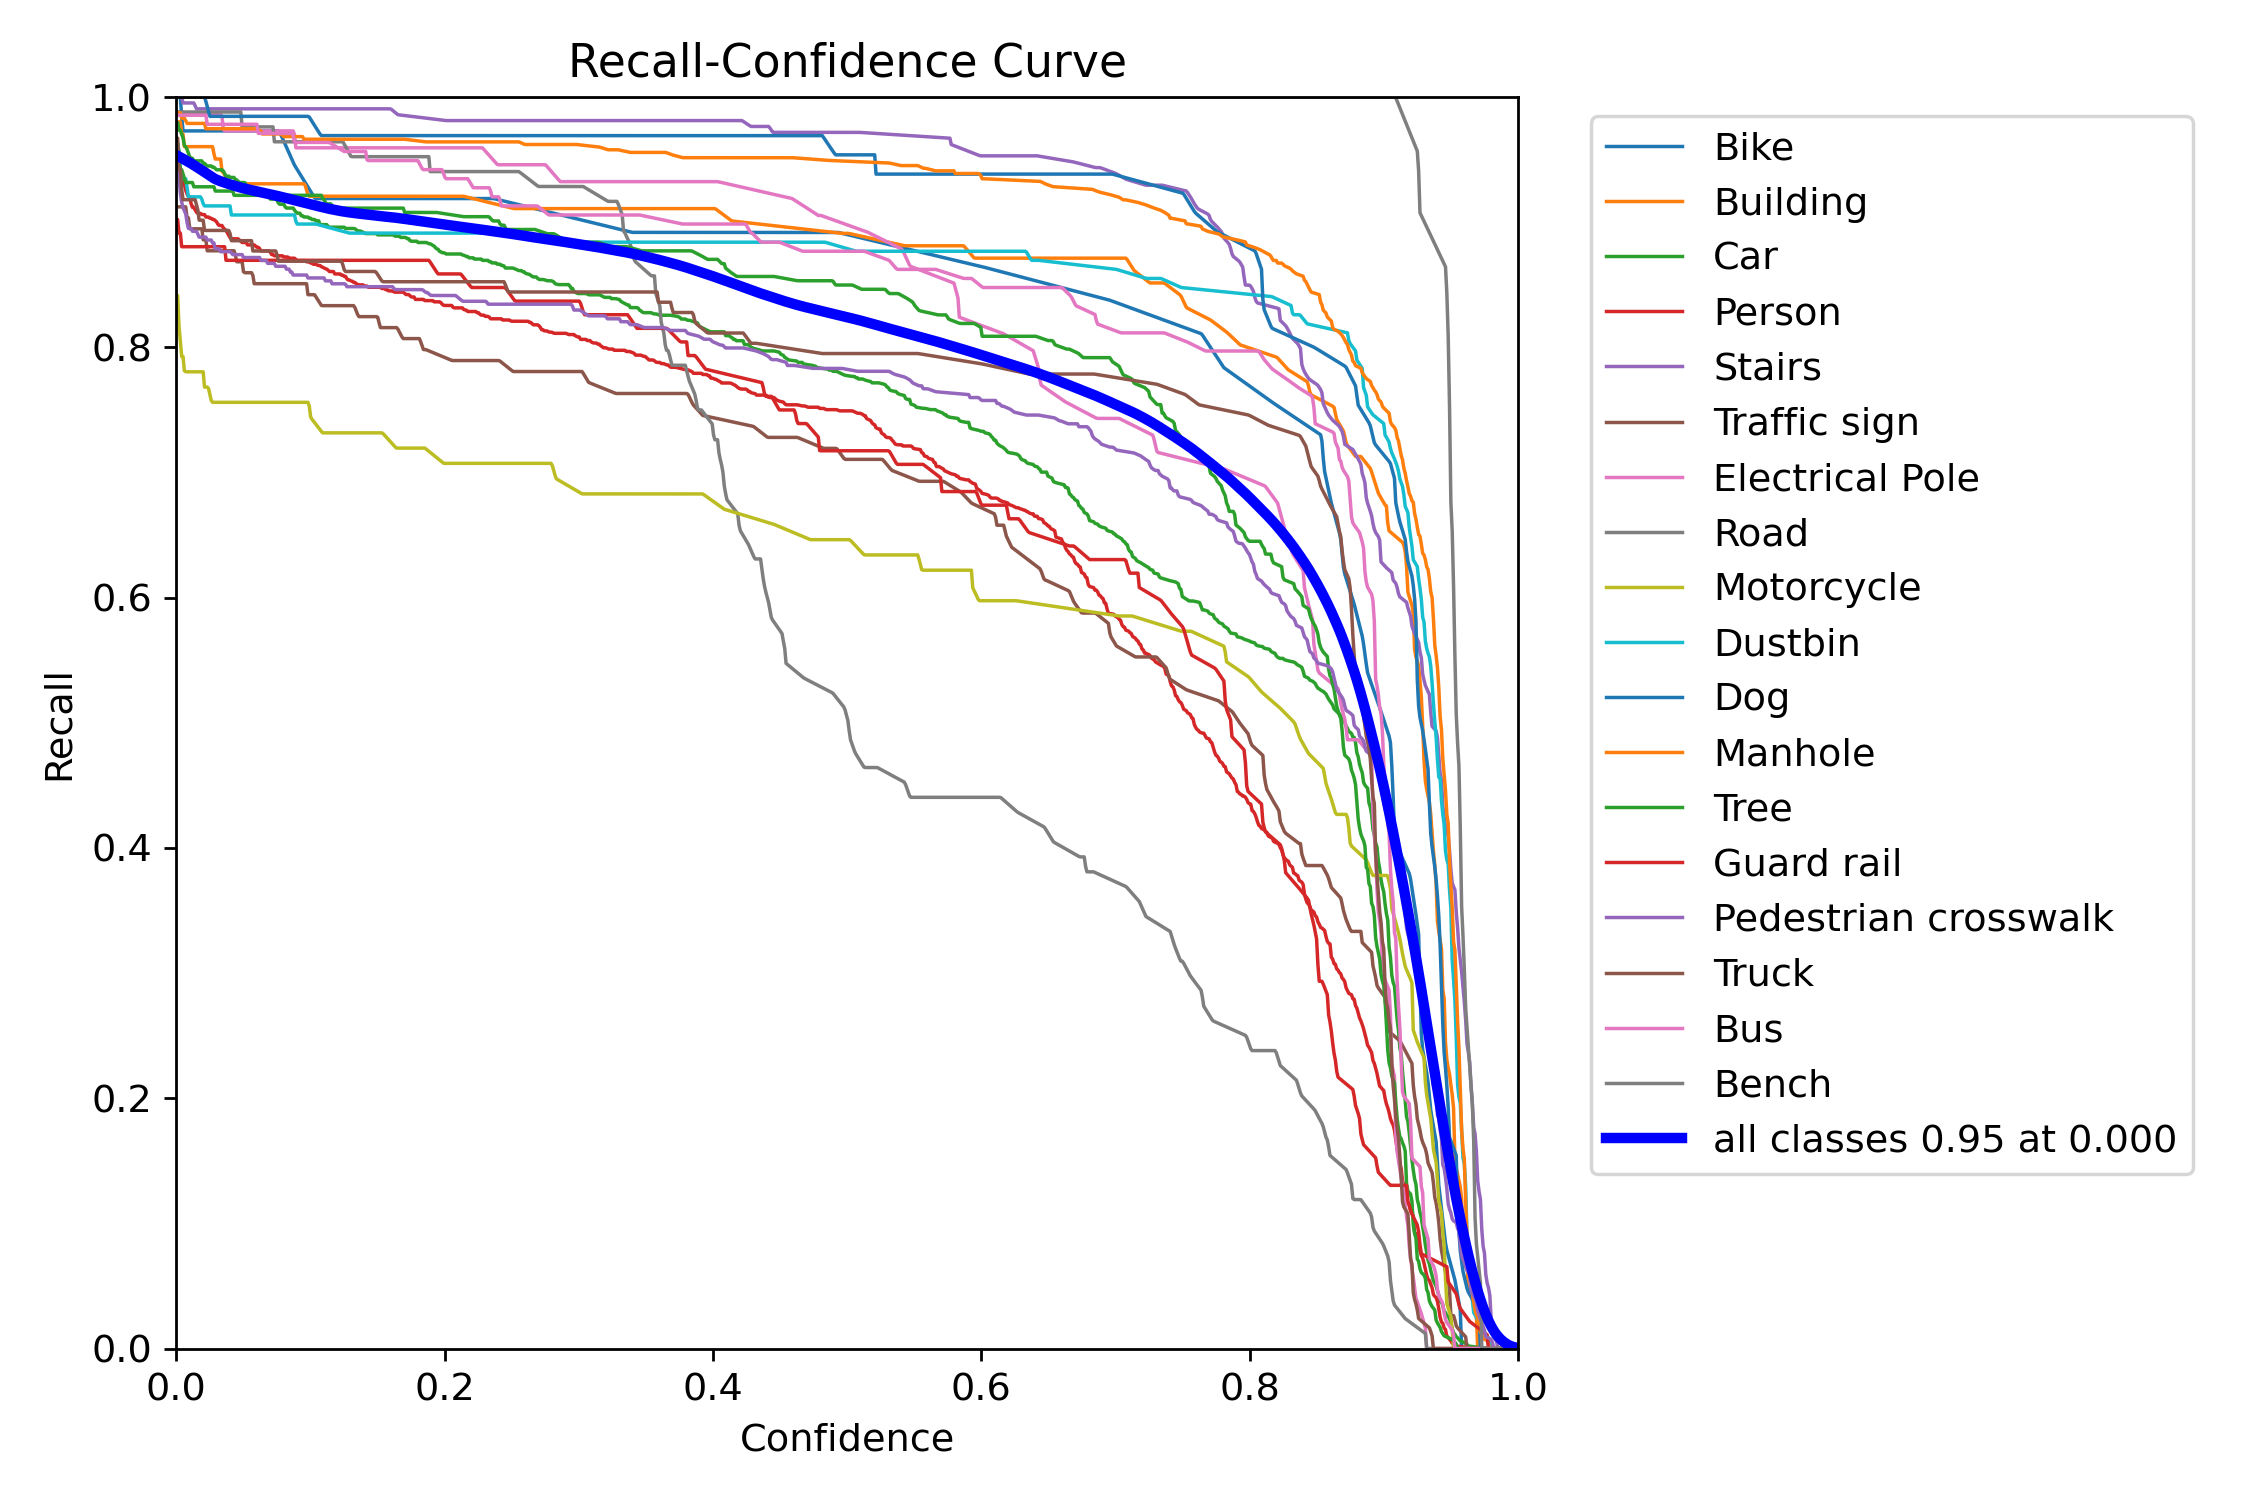 Recall-Confidence Curve
1.0
0.8
0.6
0.4
0.2
0.0
Recall
0.0 0.2 0.4 0.6 0.8 1.0
Confidence
Bike
Building
Car
Person
Stairs
Traffic sign
Electrical Pole
Road
Motorcycle
Dustbin
Dog
Manhole
Tree
Guard rail
Pedestrian crosswalk
Truck
Bus
Bench
all classes 0.95 at 0.000